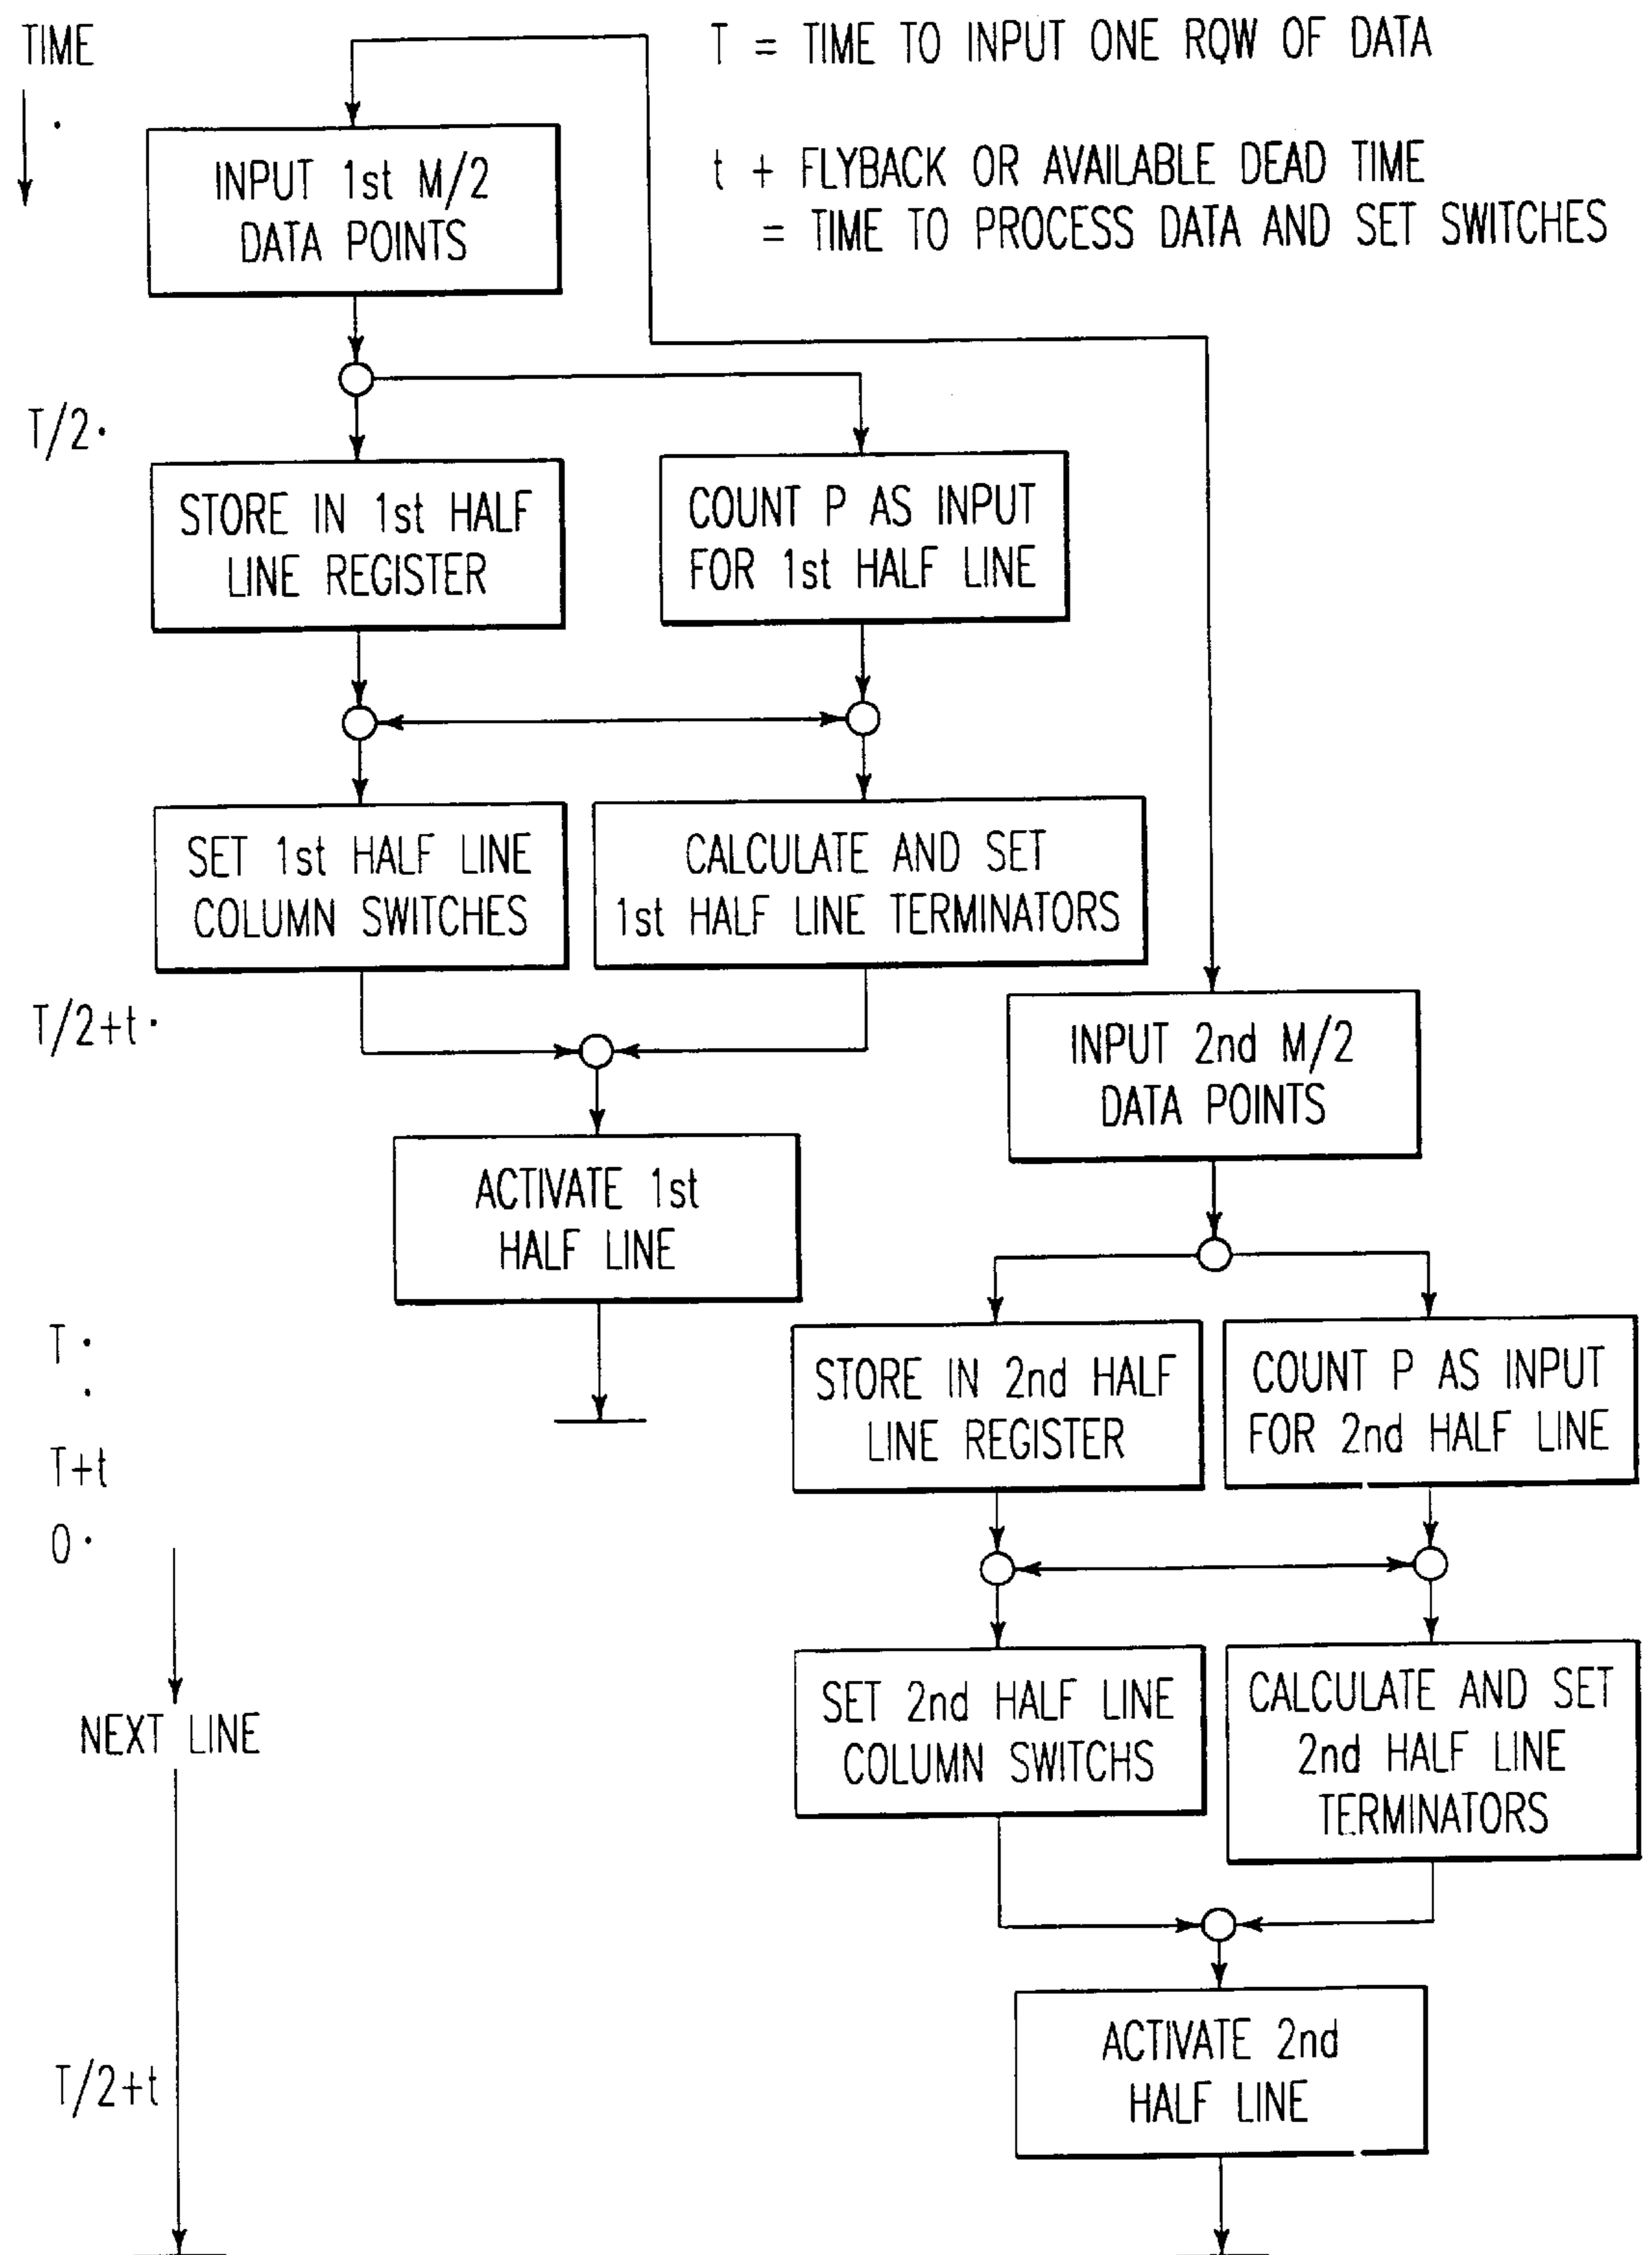 TIME
T = TIME TO INPUT ONE ROW OF DATA
t + FLYBACK OR AVAILABLE DEAD TIME
= TIME TO PROCESS DATA AND SET SWITCHES
INPUT 1st M/2
DATA POINTS
T/2
STORE IN 1st HALF
LINE REGISTER
COUNT P AS INPUT
FOR 1st HALF LINE
SET 1st HALF LINE
COLUMN SWITCHES
CALCULATE AND SET
1st HALF LINE TERMINATORS
T/2+t
INPUT 2nd M/2
DATA POINTS
ACTIVATE 1st
HALF LINE
T
STORE IN 2nd HALF
LINE REGISTER
COUNT P AS INPUT
FOR 2nd HALF LINE
T+t
0
SET 2nd HALF LINE
COLUMN SWITCHS
CALCULATE AND SET
2nd HALF LINE
TERMINATORS
NEXT LINE
ACTIVATE 2nd
HALF LINE
T/2+t